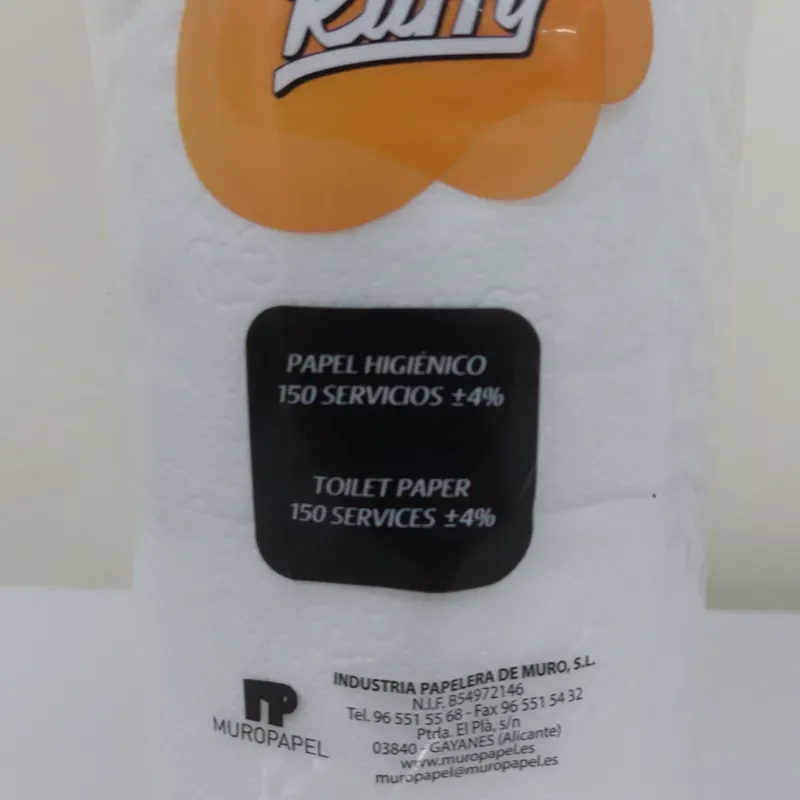 PAPEL HIGIÉNICO
150 SERVICIOS ±4%
TOILET PAPER
150 SERVICES ±4%
MUROPAPEL
INDUSTRIA PAPELERA DE MURO, S.L.
N.I.F. B54972146
Tel. 96 551 55 68 - Fax 96 551 54 32
Ptda. El Plà, s/n
03840 - GAYANES (Alicante)
www.muropapel.es
muropapel@muropapel.es